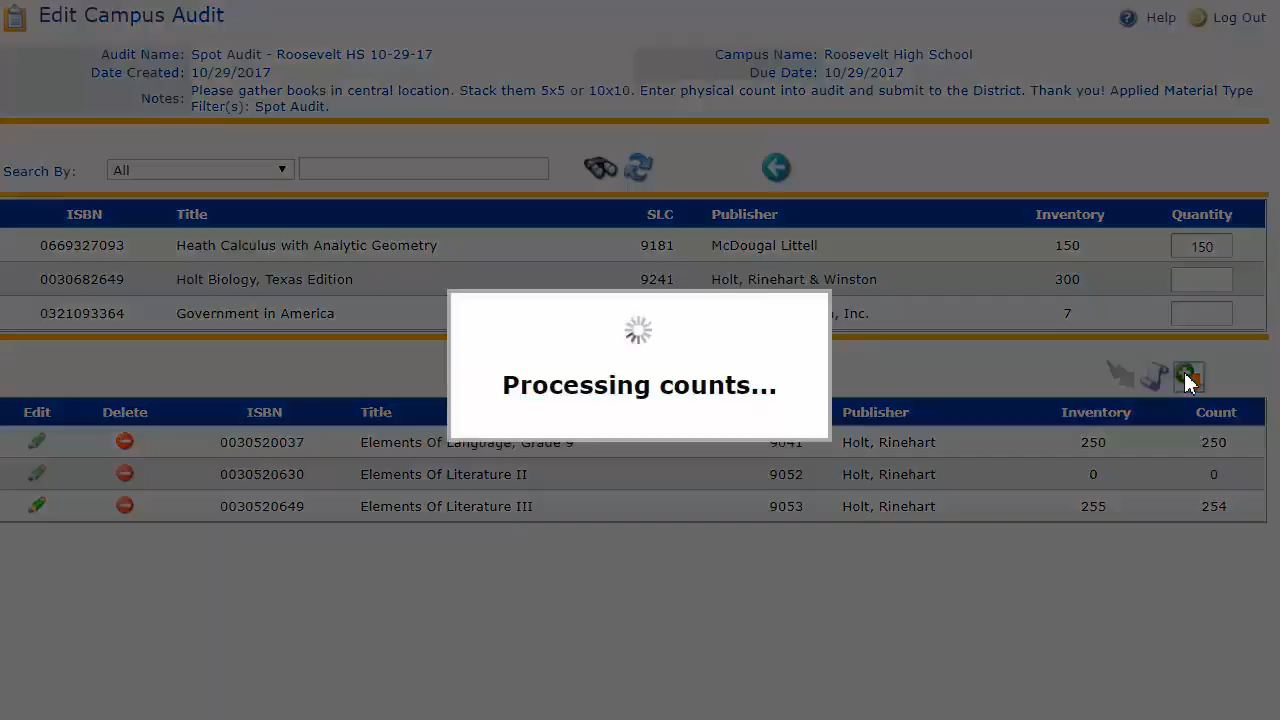 Edit Campus Audit
Help Log Out
Audit Name: Spot Audit - Roosevelt HS 10-29-17 Campus Name: Roosevelt High School
Date Created: 10/29/2017 Due Date: 10/29/2017
Notes: Please gather books in central location. Stack them 5x5 or 10x10. Enter physical count into audit and submit to the District. Thank you! Applied Material Type
Filter(s): Spot Audit.
Search By: All
ISBN Title SLC Publisher Inventory Quantity
0669327093 Heath Calculus with Analytic Geometry 9181 McDougal Littell 150 150
0030682649 Holt Biology, Texas Edition 9241 Holt, Rinehart & Winston 300
0321093364 Government in America , Inc. 7
Processing counts...
Edit Delete ISBN Title Publisher Inventory Count
0030520037 Elements Of Language, Grade 9 9041 Holt, Rinehart 250 250
0030520630 Elements Of Literature II 9052 Holt, Rinehart 0 0
0030520649 Elements Of Literature III 9053 Holt, Rinehart 255 254